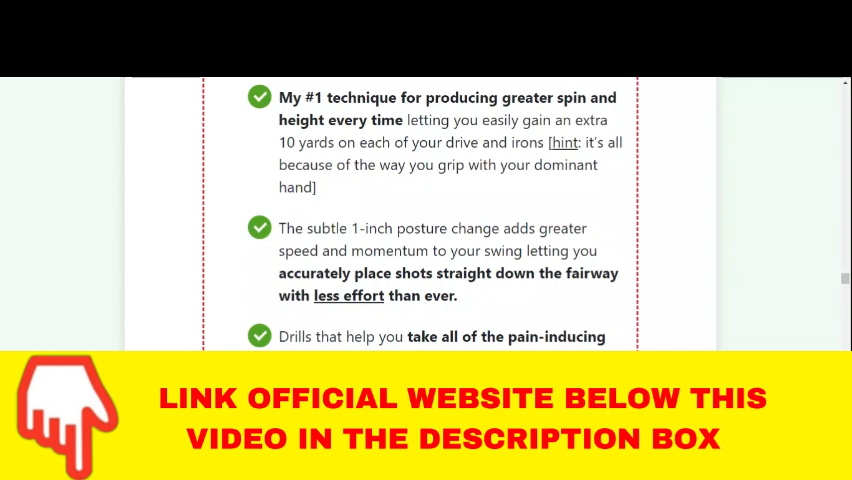 My #1 technique for producing greater spin and
height every time letting you easily gain an extra
10 yards on each of your drive and irons [hint: it's all
because of the way you grip with your dominant
hand]
The subtle 1-inch posture change adds greater
speed and momentum to your swing letting you
accurately place shots straight down the fairway
with less effort than ever.
Drills that help you take all of the pain-inducing
LINK OFFICIAL WEBSITE BELOW THIS
VIDEO IN THE DESCRIPTION BOX